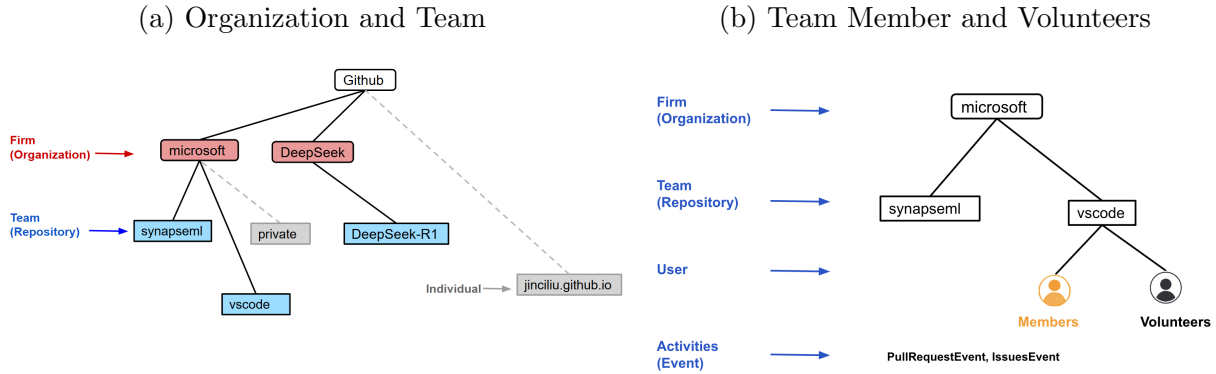 (a) Organization and Team
Github
Firm
(Organization)
microsoft
DeepSeek
Team
(Repository)
synapseml
private
DeepSeek-R1
Individual
jinciliu.github.io
vscode
(b) Team Member and Volunteers
Firm
(Organization)
microsoft
Team
(Repository)
synapseml
vscode
User
Members
Volunteers
Activities
(Event)
PullRequestEvent, IssuesEvent